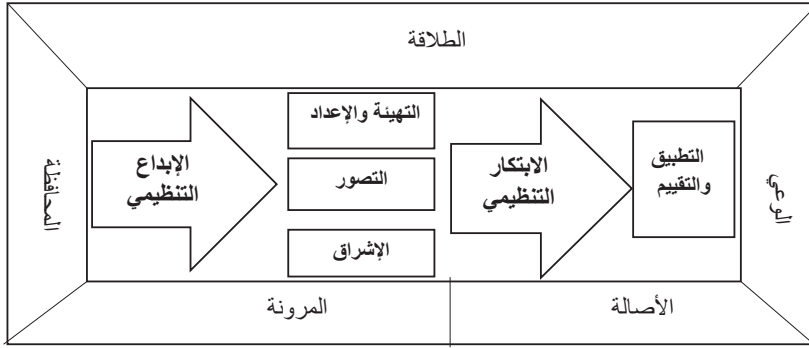 الطلاقة
المحافظة
الإبداع
التنظيمي
التهيئة والإعداد
التصور
الإشراق
الابتكار
التنظيمي
التطبيق
والتقييم
الوعي
المرونة
الأصالة